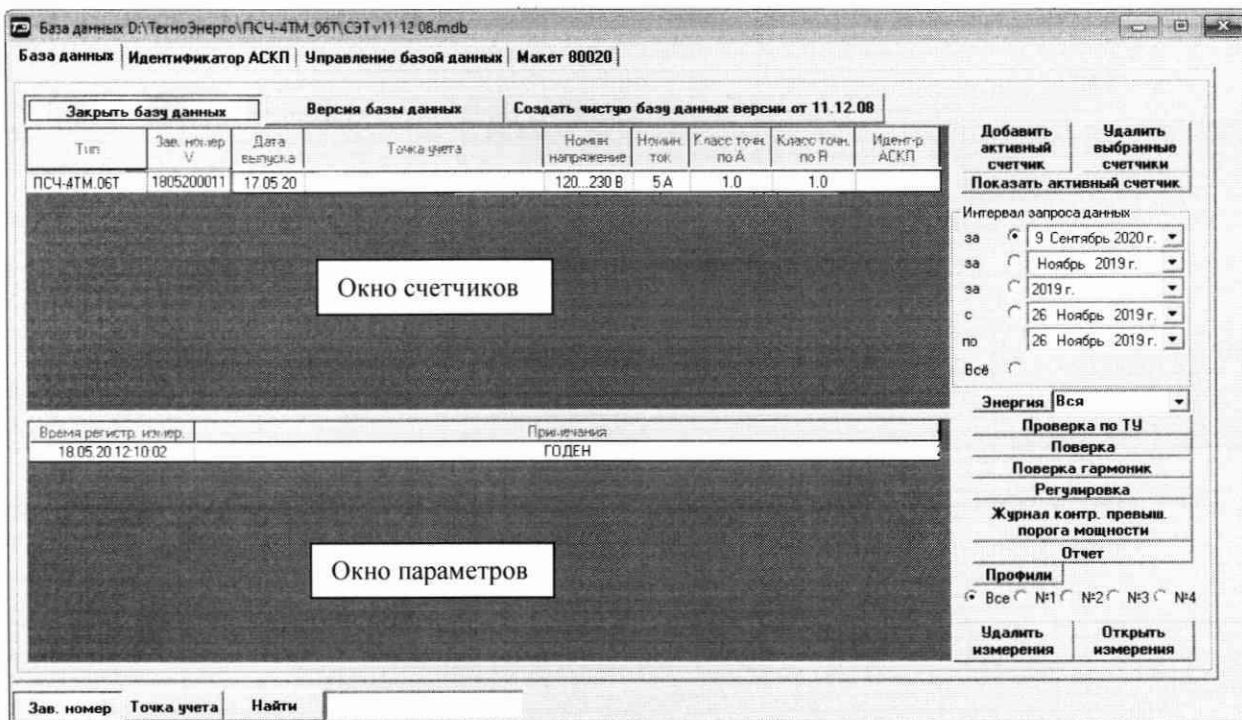 База данных D:\ТехноЭнерго\ПСЧ-4ТМ_06Т\СЭТ v11 12 08.mdb
База данных Идентификатор АСКП Управление базой данных Макет 80020
Закрыть базу данных Версия базы данных Создать чистую базу данных версии от 11.12.08
Тип Зав. номер V Дата выпуска Точка учета Номин напряжение Номин. ток Класс точн. по А Класс точн. по R Идент-р АСКП
ПСЧ-4ТМ.06Т 1805200011 17 05 20 120...230 В 5 А 1.0 1.0
Окно счетчиков
Добавить активный счетчик
Удалить выбранные счетчики
Показать активный счетчик
Интервал запроса данных
за 9 Сентябрь 2020 г.
за Ноябрь 2019 г.
за 2019 г.
с 26 Ноябрь 2019 г.
по 26 Ноябрь 2019 г.
Всё
Энергия Вся
Время регистр. измер. Примечания
18 05 20 12:10:02 ГОДЕН
Окно параметров
Проверка по ТУ
Поверка
Поверка гармоник
Регулировка
Журнал контр. превыш.
порога мощности
Отчет
Профили
Все №1 №2 №3 №4
Удалить измерения
Открыть измерения
Зав. номер Точка учета Найти